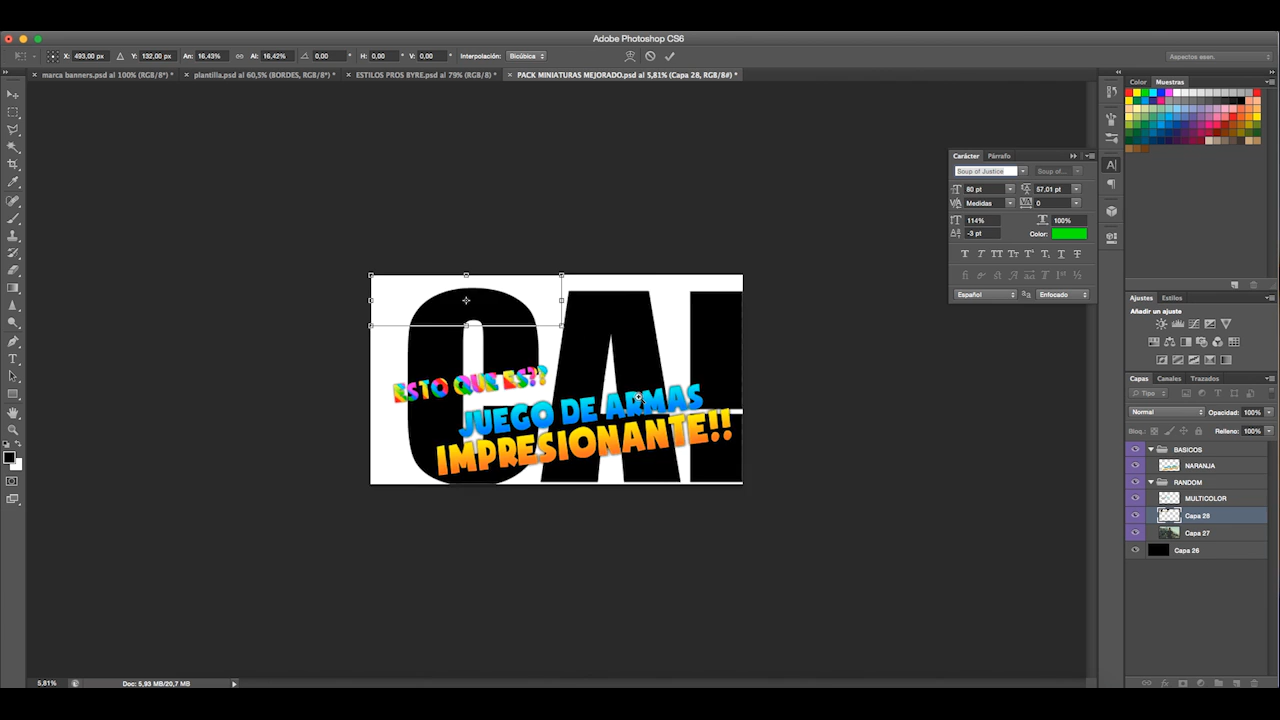 Adobe Photoshop CS6
X: 493,00 px Y: 132,00 px An: 16,43% Al: 16,42% 0,00 ° H: 0,00 ° V: 0,00 ° Interpolación: Bicúbica Aspectos esen.
marca banners.psd al 100% (RGB/8*) * plantilla.psd al 60,5% (BORDES, RGB/8*) * ESTILOS PROS BYRE.psd al 79% (RGB/8) * PACK MINIATURAS MEJORADO.psd al 5,81% (Capa 28, RGB/8#) *
Color Muestras
Carácter Párrafo
Soup of Justice Soup of...
80 pt 57,01 pt
Medidas 0
114% 100%
-3 pt Color:
Español aa Enfocado
CAL
ESTO QUE ES??
JUEGO DE ARMAS
IMPRESIONANTE!!
Ajustes Estilos
Añadir un ajuste
Capas Canales Trazados
Tipo
Normal Opacidad: 100%
Bloq.: Relleno: 100%
BASICOS
NARANJA
RANDOM
MULTICOLOR
Capa 28
Capa 27
Capa 26
5,81% Doc: 5,93 MB/20,7 MB